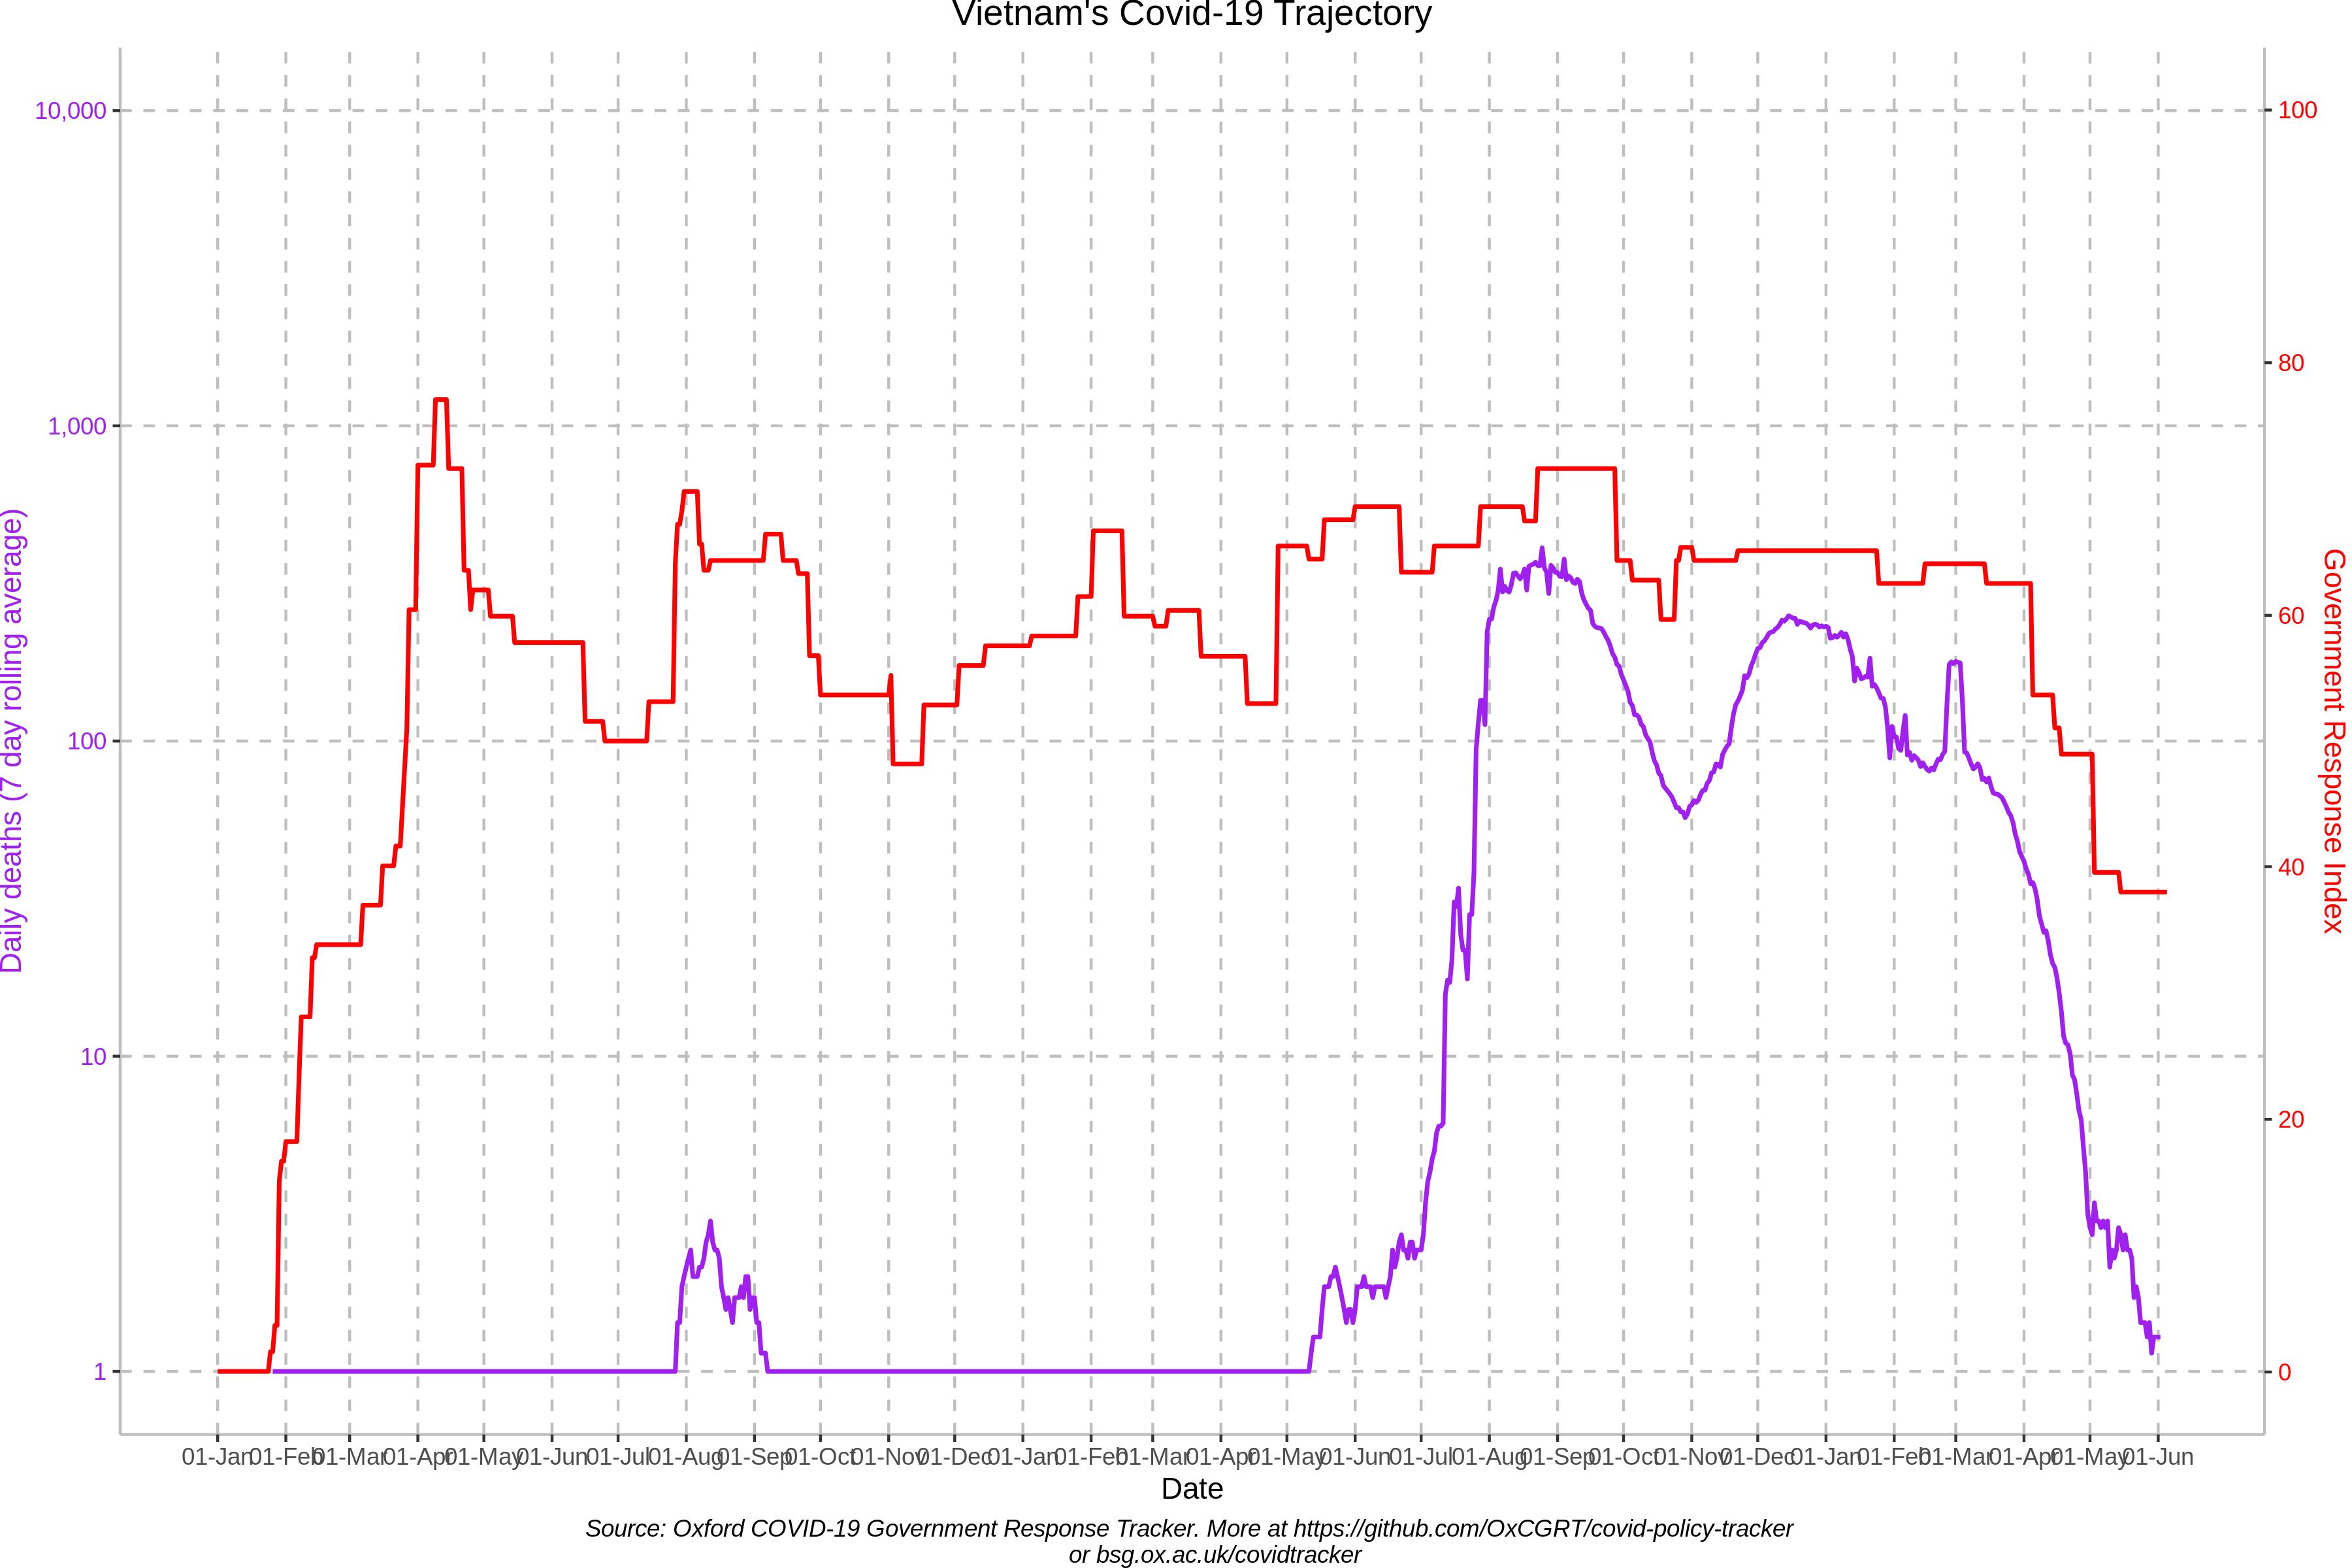 Vietnam's Covid-19 Trajectory
Daily deaths (7 day rolling average)
10,000
1,000
100
10
1
100
80
60
40
20
0
Government Response Index
01-Jan 01-Feb 01-Mar 01-Apr 01-May 01-Jun 01-Jul 01-Aug 01-Sep 01-Oct 01-Nov 01-Dec 01-Jan 01-Feb 01-Mar 01-Apr 01-May 01-Jun 01-Jul 01-Aug 01-Sep 01-Oct 01-Nov 01-Dec 01-Jan 01-Feb 01-Mar 01-Apr 01-May 01-Jun
Date
Source: Oxford COVID-19 Government Response Tracker. More at https://github.com/OxCGRT/covid-policy-tracker
or bsg.ox.ac.uk/covidtracker